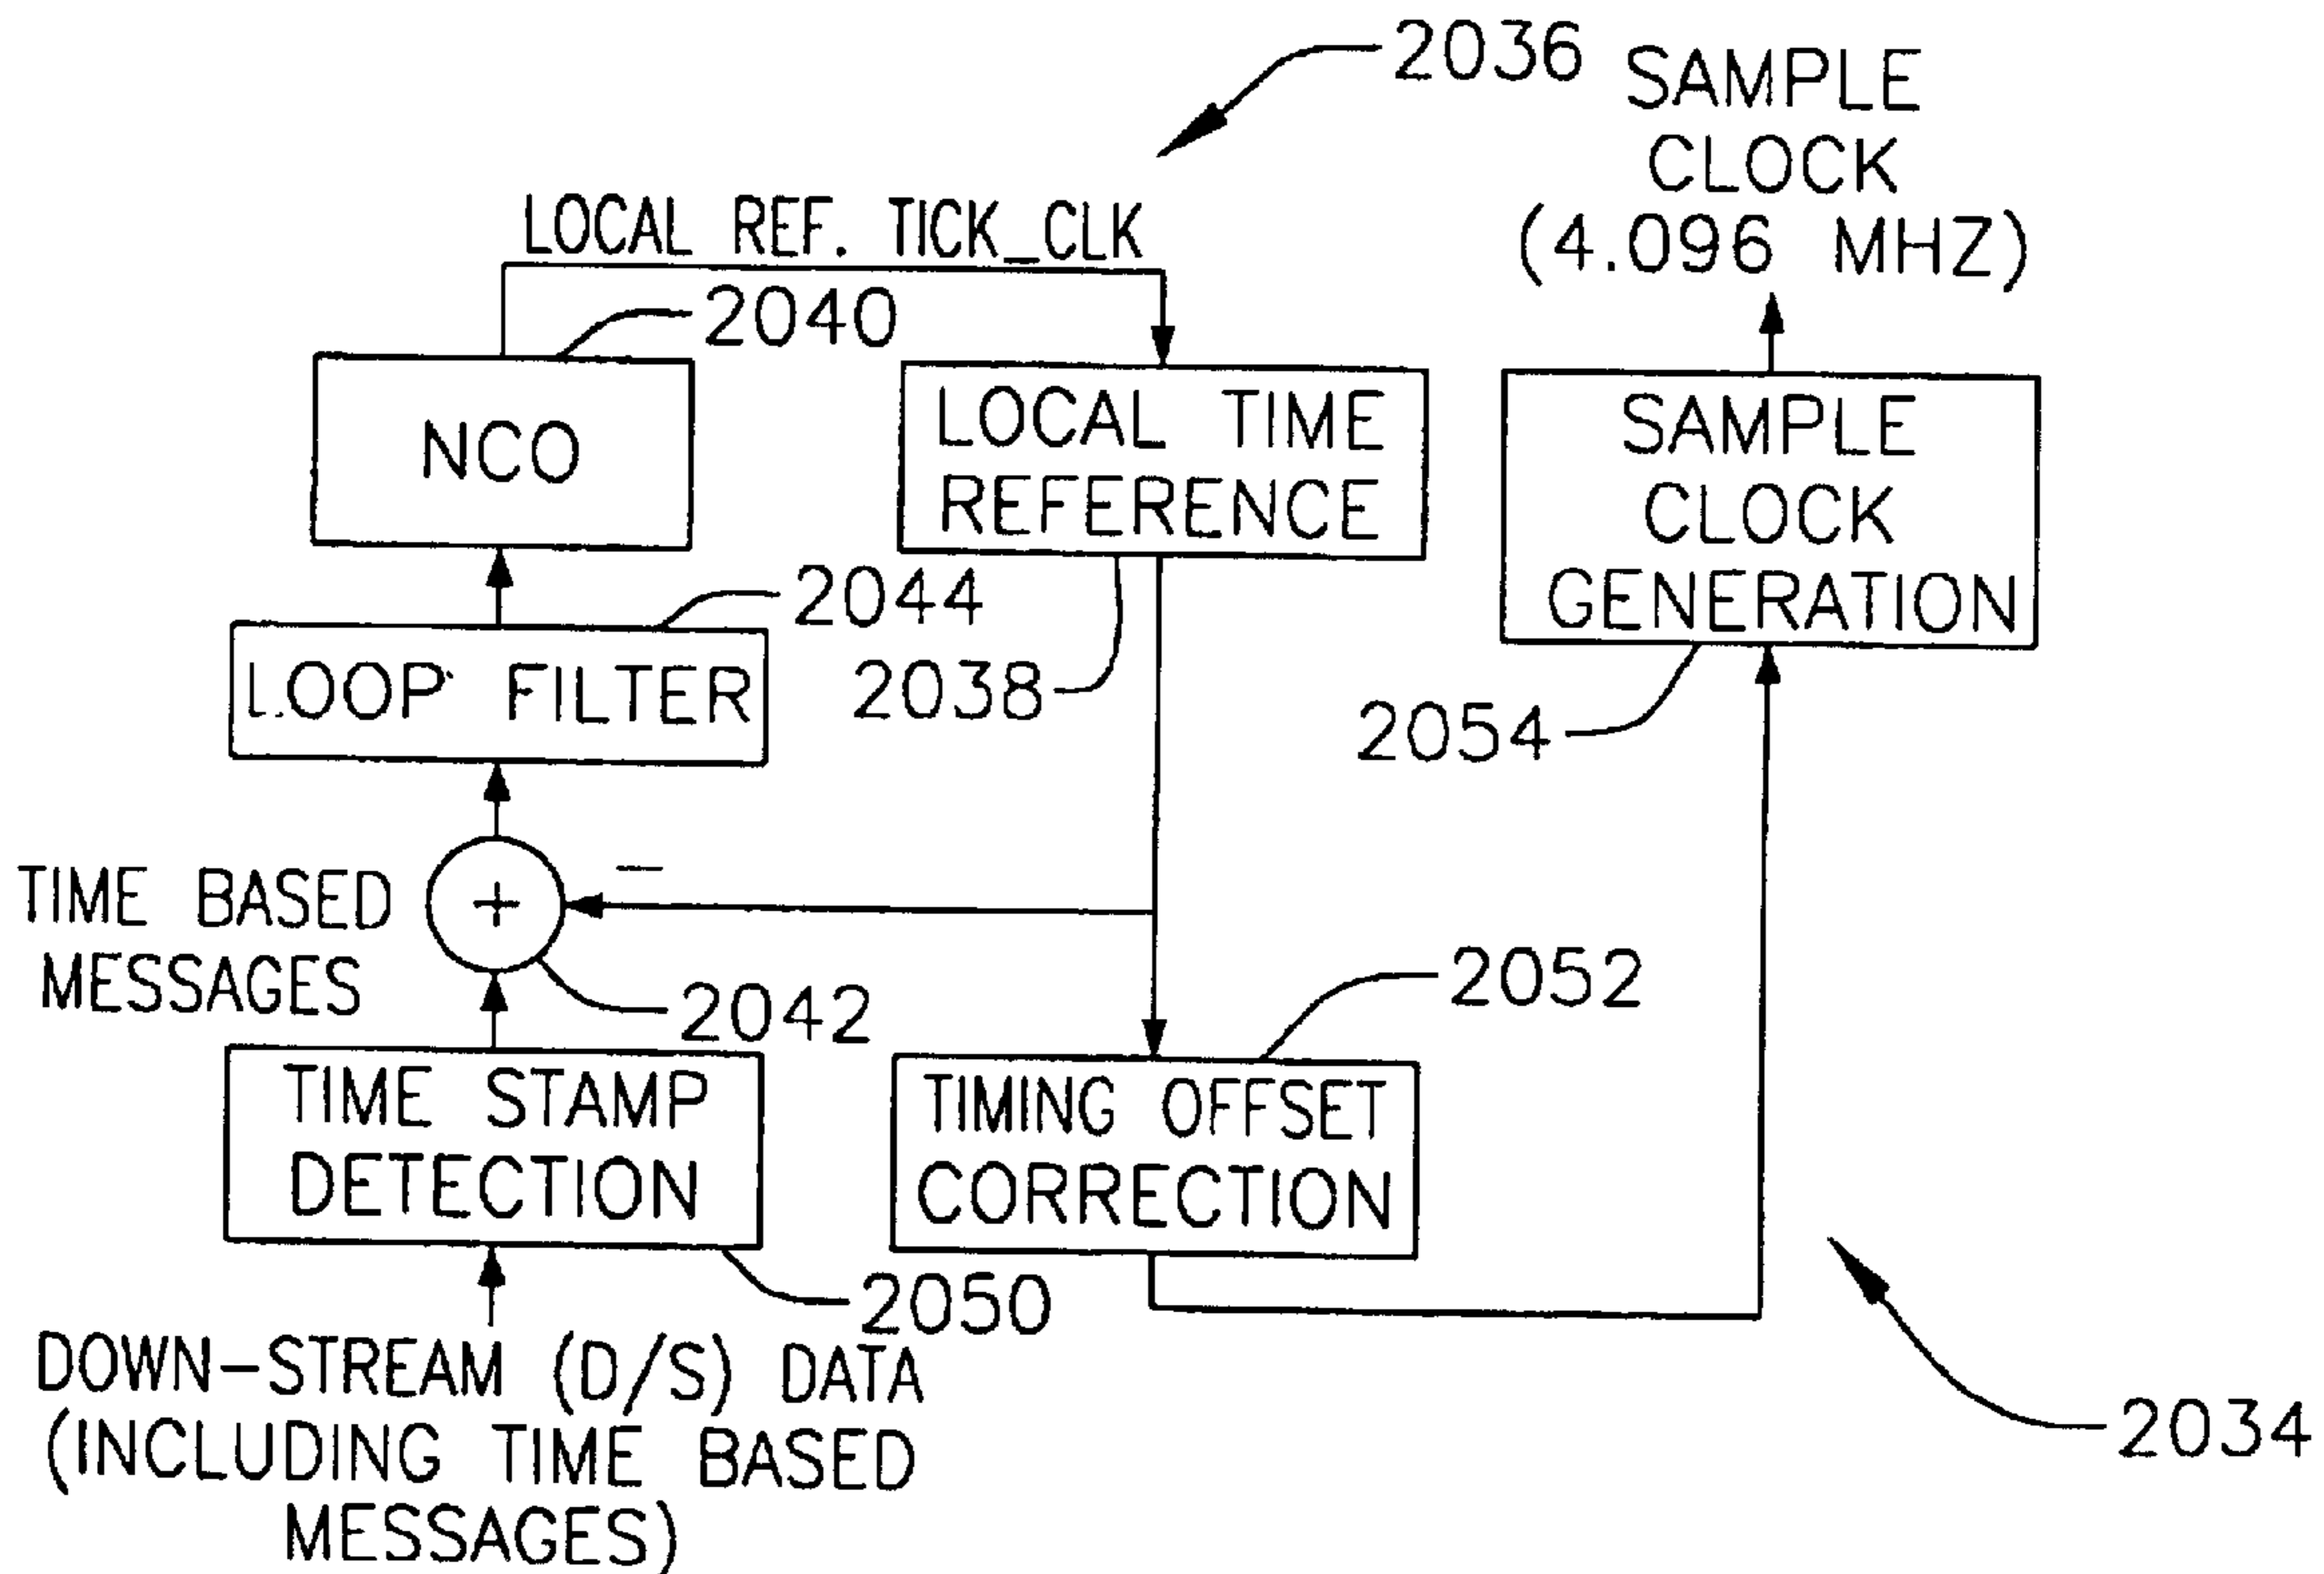 2036
SAMPLE
CLOCK
(4.096 MHZ)
LOCAL REF. TICK_CLK
2040
NCO
LOCAL TIME
REFERENCE
SAMPLE
CLOCK
GENERATION
2044
LOOP FILTER
2038
2054
TIME BASED
MESSAGES
+
−
2042
2052
TIME STAMP
DETECTION
TIMING OFFSET
CORRECTION
2050
DOWN-STREAM (D/S) DATA
(INCLUDING TIME BASED
MESSAGES)
2034